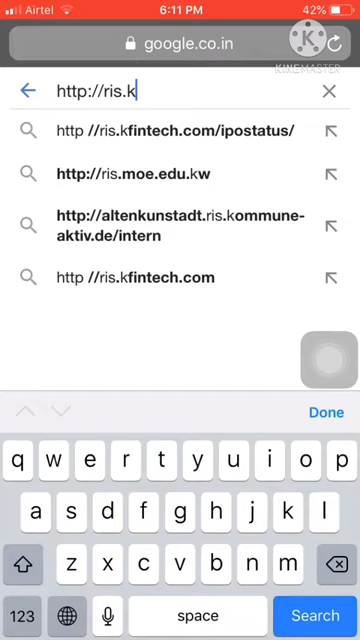 Airtel 6:11 PM 42%
google.co.in
K
KINEMASTER
http://ris.k
http //ris.kfintech.com/ipostatus/
http://ris.moe.edu.kw
http://altenkunstadt.ris.kommune-
aktiv.de/intern
http //ris.kfintech.com
Done
q w e r t y u i o p
a s d f g h j k l
z x c v b n m
123 space Search